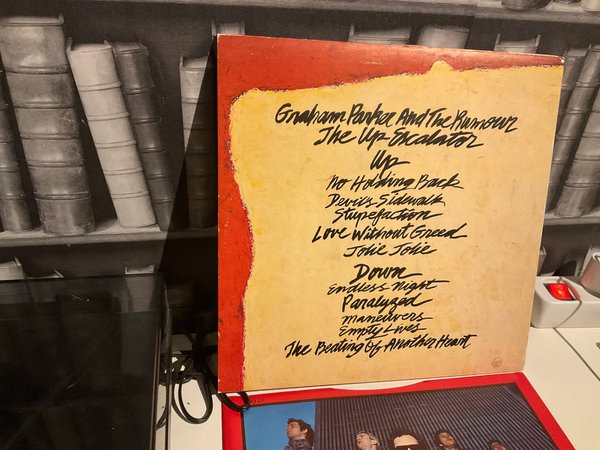 Graham Parker And The Rumour
The Up Escalator
Up
No Holding Back
Devils Sidewalk
Stupefaction
Love Without Greed
Jolie Jolie
Down
Endless Night
Paralyzed
Maneuvers
Empty Lives
The Beating Of Another Heart